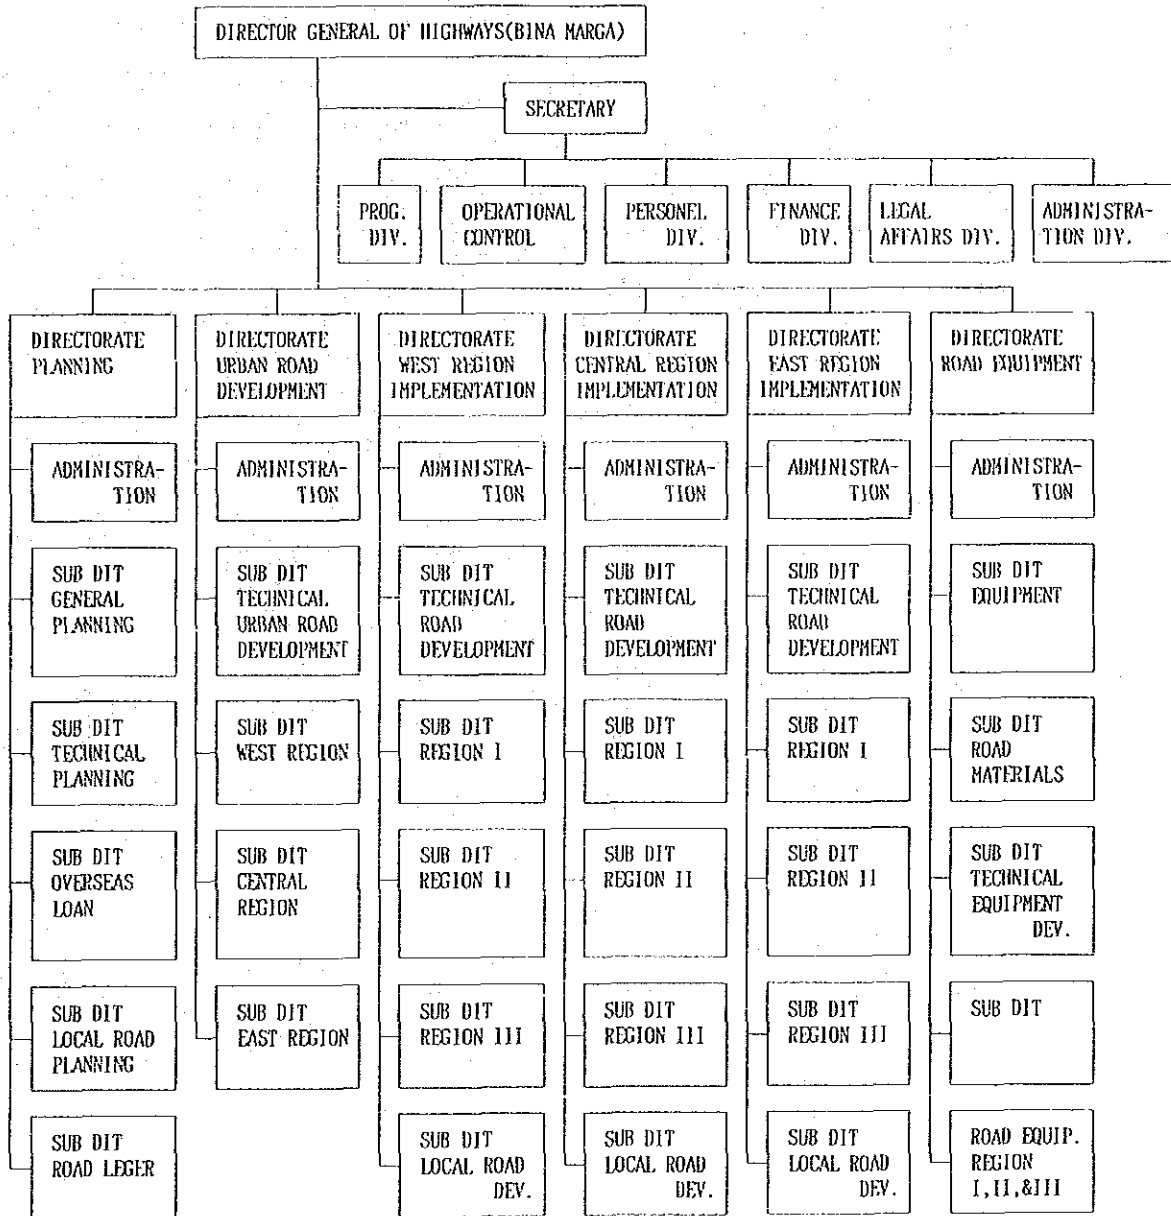 DIRECTOR GENERAL OF HIGHWAYS(BINA MARGA)
SECRETARY
PROG.
DIV.
OPERATIONAL
CONTROL
PERSONEL
DIV.
FINANCE
DIV.
LEGAL
AFFAIRS DIV.
ADMINISTRA-
TION DIV.
DIRECTORATE
PLANNING
ADMINISTRA-
TION
SUB DIT
GENERAL
PLANNING
SUB DIT
TECHNICAL
PLANNING
SUB DIT
OVERSEAS
LOAN
SUB DIT
LOCAL ROAD
PLANNING
SUB DIT
ROAD LEGER
DIRECTORATE
URBAN ROAD
DEVELOPMENT
ADMINISTRA-
TION
SUB DIT
TECHNICAL
URBAN ROAD
DEVELOPMENT
SUB DIT
WEST REGION
SUB DIT
CENTRAL
REGION
SUB DIT
EAST REGION
DIRECTORATE
WEST REGION
IMPLEMENTATION
ADMINISTRA-
TION
SUB DIT
TECHNICAL
ROAD
DEVELOPMENT
SUB DIT
REGION I
SUB DIT
REGION II
SUB DIT
REGION III
SUB DIT
LOCAL ROAD
DEV.
DIRECTORATE
CENTRAL REGION
IMPLEMENTATION
ADMINISTRA-
TION
SUB DIT
TECHNICAL
ROAD
DEVELOPMENT
SUB DIT
REGION I
SUB DIT
REGION II
SUB DIT
REGION III
SUB DIT
LOCAL ROAD
DEV.
DIRECTORATE
EAST REGION
IMPLEMENTATION
ADMINISTRA-
TION
SUB DIT
TECHNICAL
ROAD
DEVELOPMENT
SUB DIT
REGION I
SUB DIT
REGION II
SUB DIT
REGION III
SUB DIT
LOCAL ROAD
DEV.
DIRECTORATE
ROAD EQUIPMENT
ADMINISTRA-
TION
SUB DIT
EQUIPMENT
SUB DIT
ROAD
MATERIALS
SUB DIT
TECHNICAL
EQUIPMENT
DEV.
SUB DIT
ROAD EQUIP.
REGION
I,II,&III